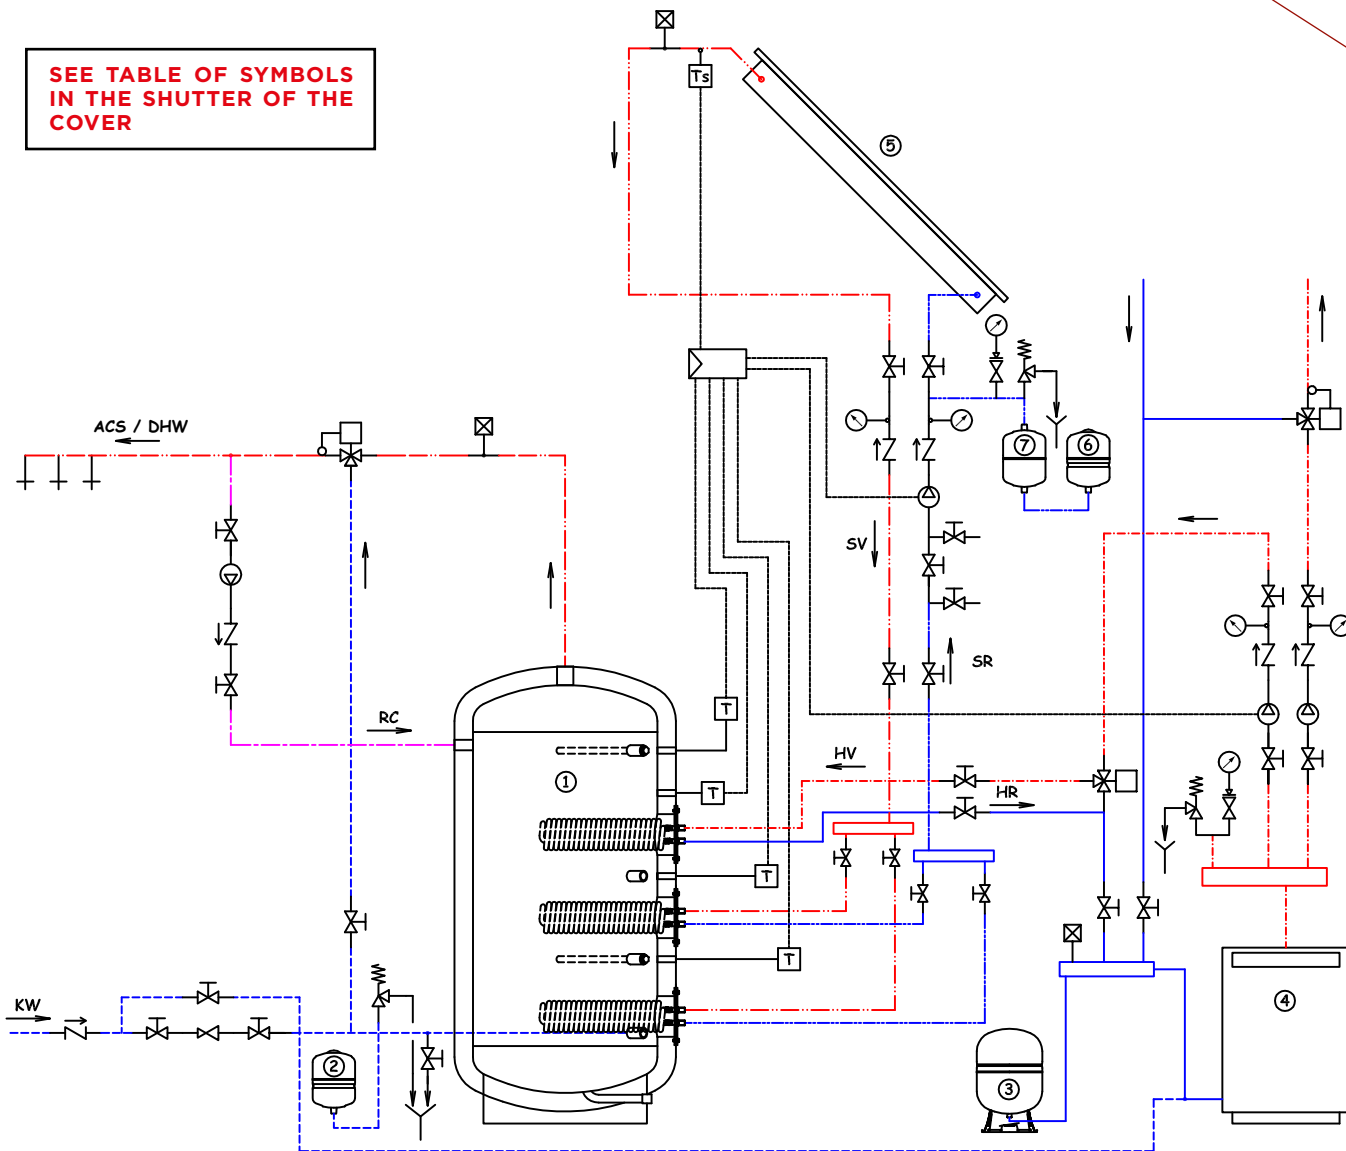 SEE TABLE OF SYMBOLS
IN THE SHUTTER OF THE
COVER
Ts
5
ACS / DHW
7
6
SV
SR
RC
T
HV
1
T
HR
T
T
KW
4
2
3